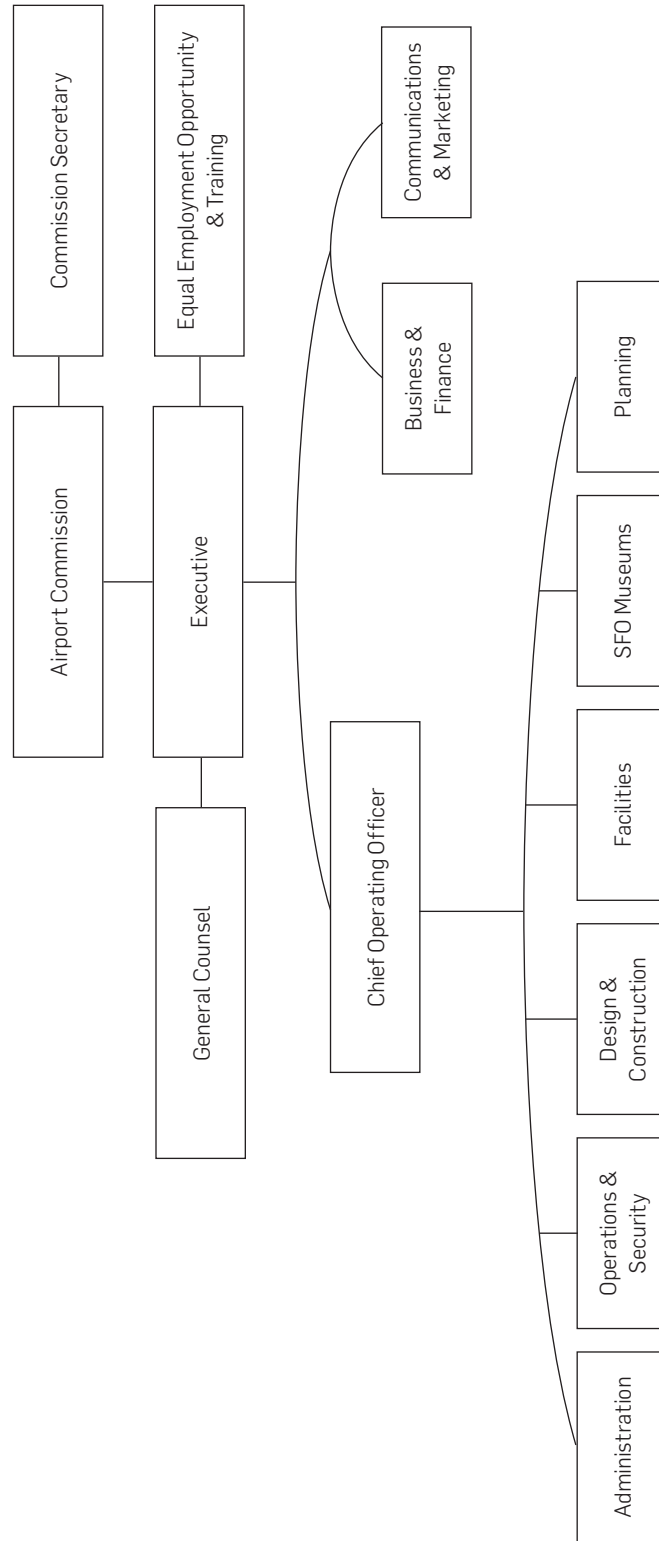 Airport Commission
Commission Secretary
General Counsel
Executive
Equal Employment Opportunity
& Training
Chief Operating Officer
Business &
Finance
Communications
& Marketing
Administration
Operations &
Security
Design &
Construction
Facilities
SFO Museums
Planning